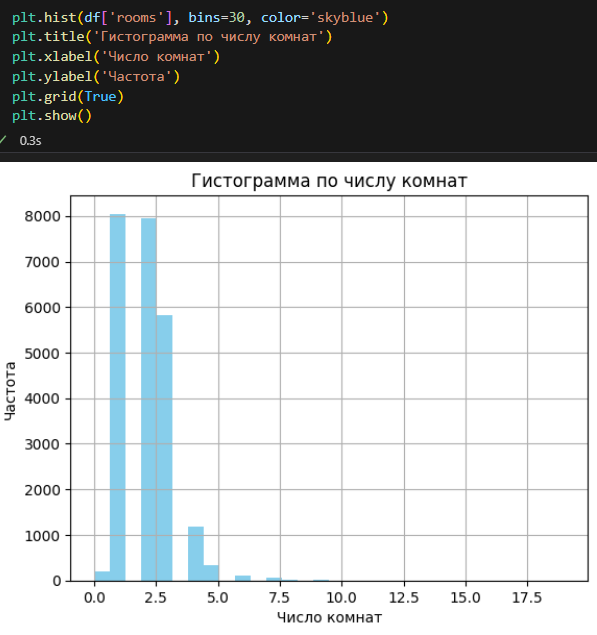 plt.hist(df['rooms'], bins=30, color='skyblue')
plt.title('Гистограмма по числу комнат')
plt.xlabel('Число комнат')
plt.ylabel('Частота')
plt.grid(True)
plt.show()
✓ 0.3s
Гистограмма по числу комнат
8000
7000
6000
5000
4000
3000
2000
1000
0
Частота
0.0 2.5 5.0 7.5 10.0 12.5 15.0 17.5
Число комнат